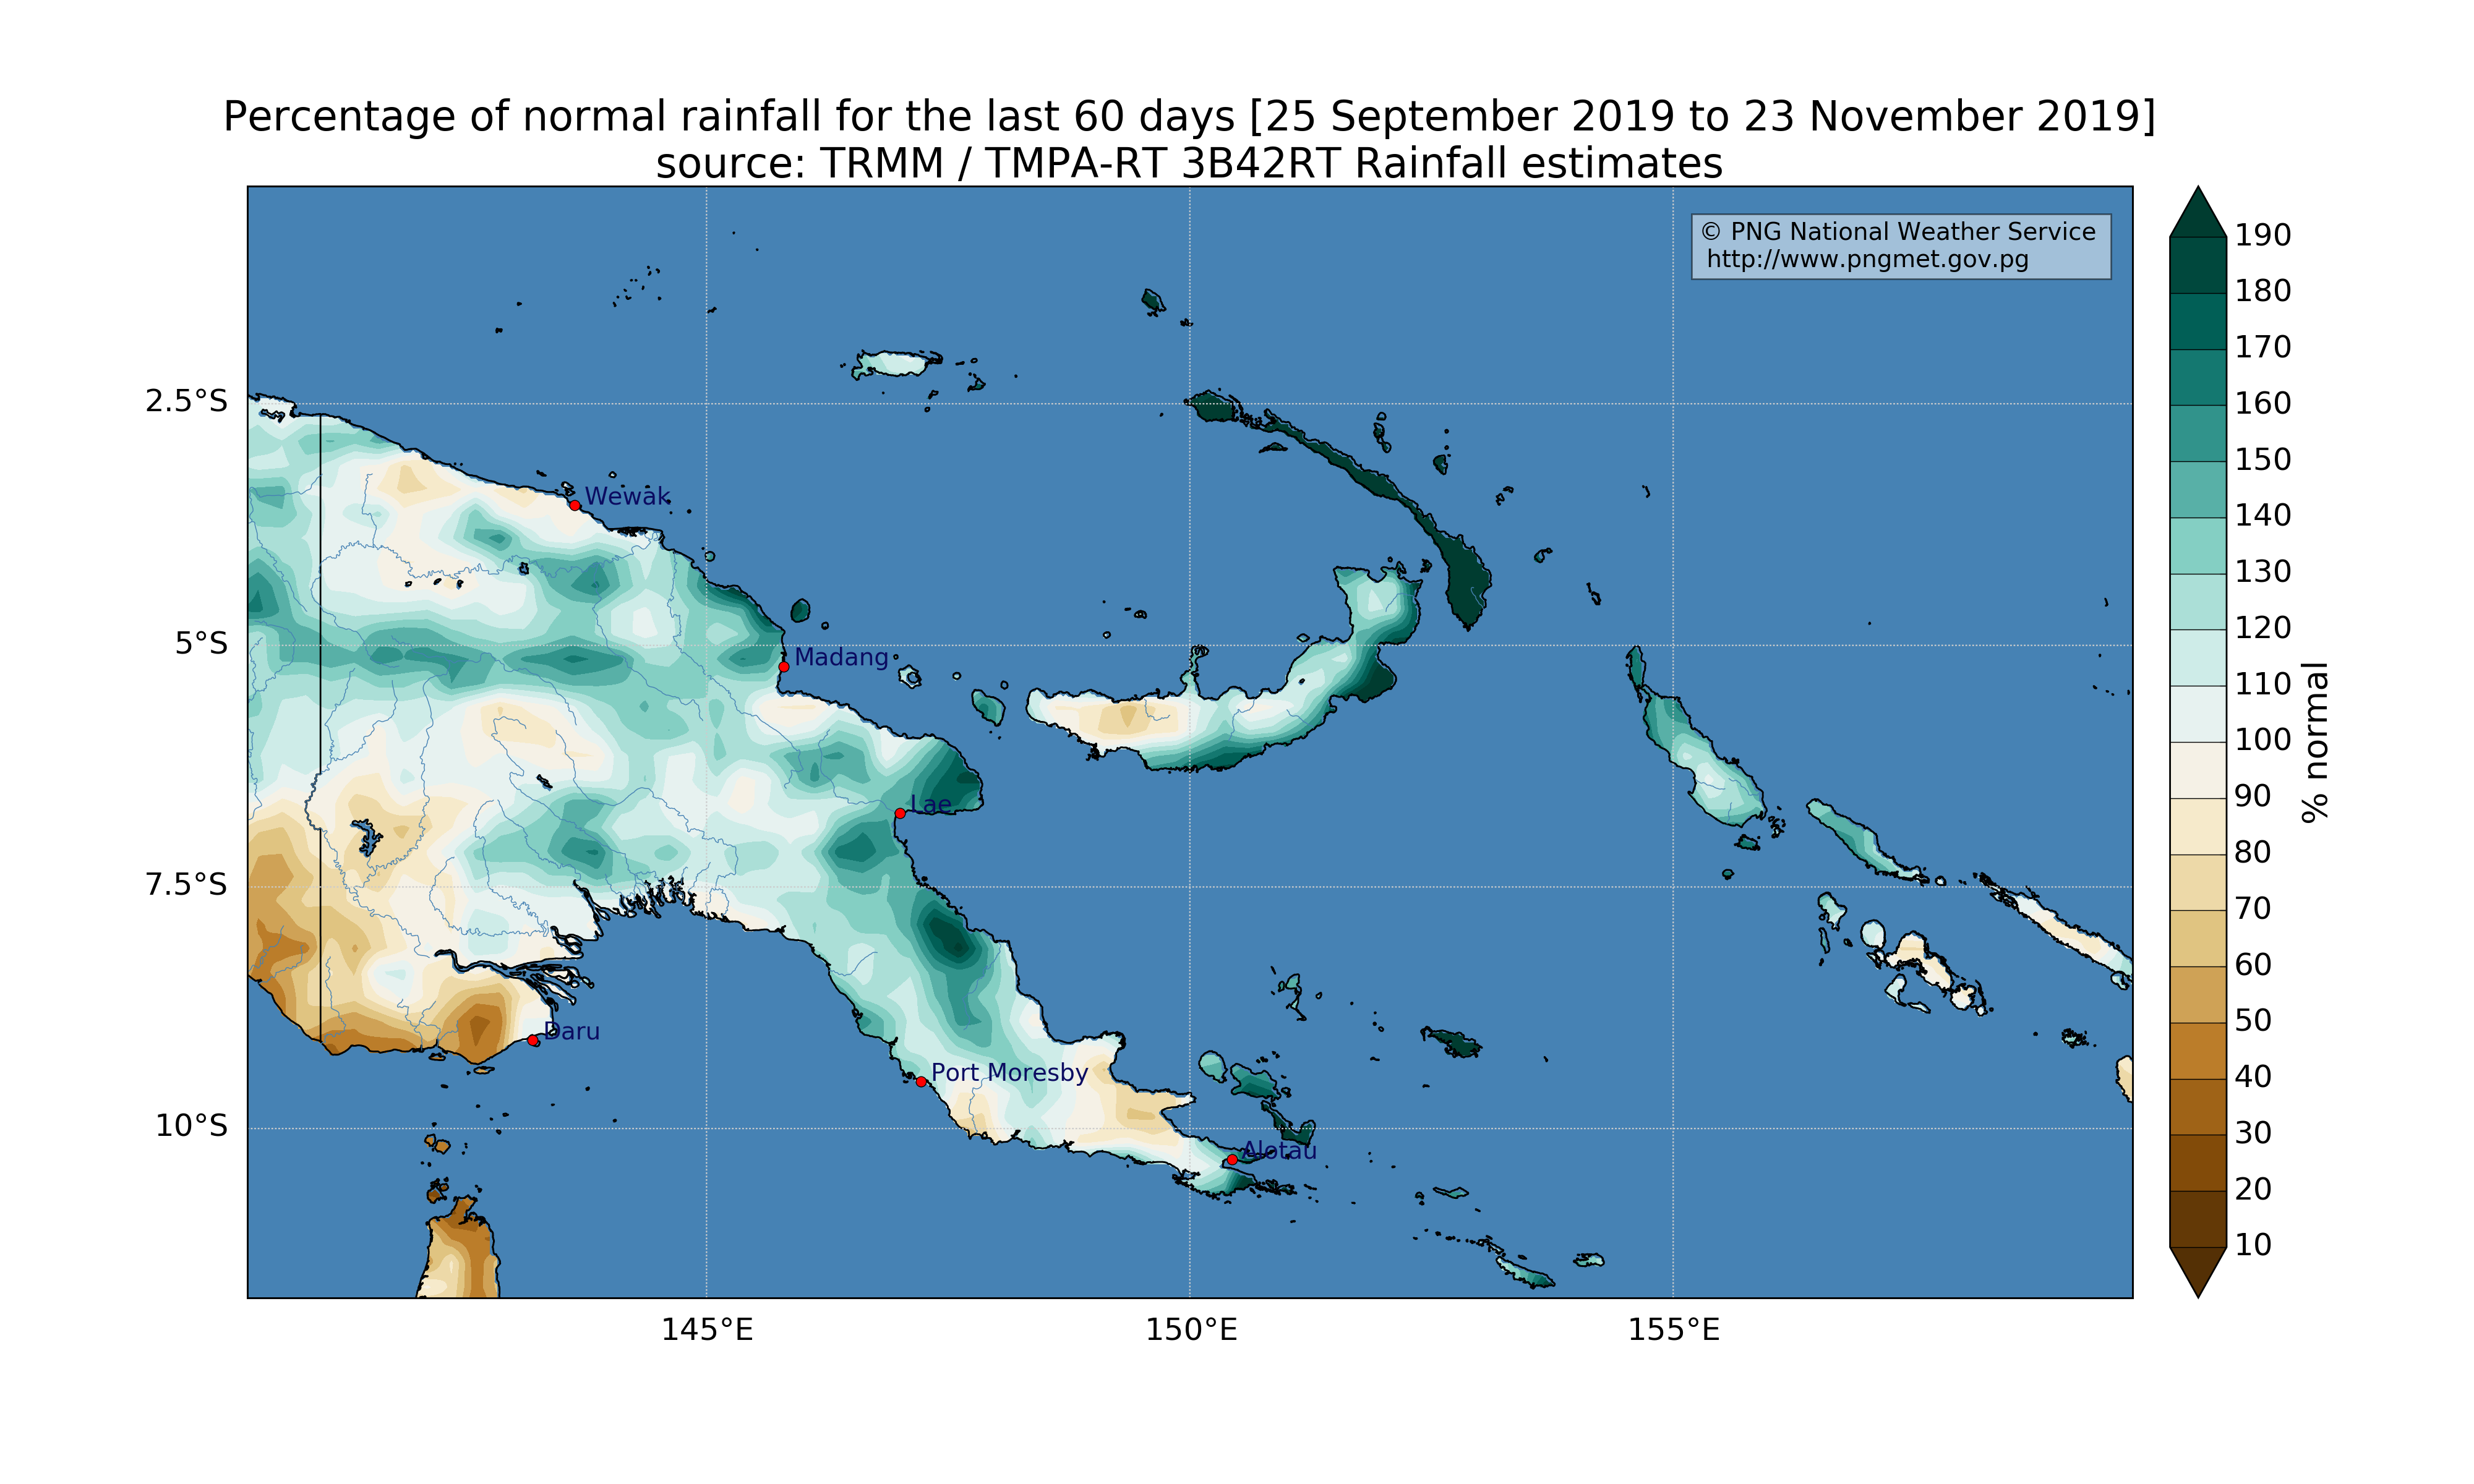 Percentage of normal rainfall for the last 60 days [25 September 2019 to 23 November 2019]
source: TRMM / TMPA-RT 3B42RT Rainfall estimates
© PNG National Weather Service
http://www.pngmet.gov.pg
2.5°S
5°S
7.5°S
10°S
Wewak
Madang
Lae
Daru
Port Moresby
Alotau
145°E
150°E
155°E
190
180
170
160
150
140
130
120
110
100
90
80
70
60
50
40
30
20
10
% normal